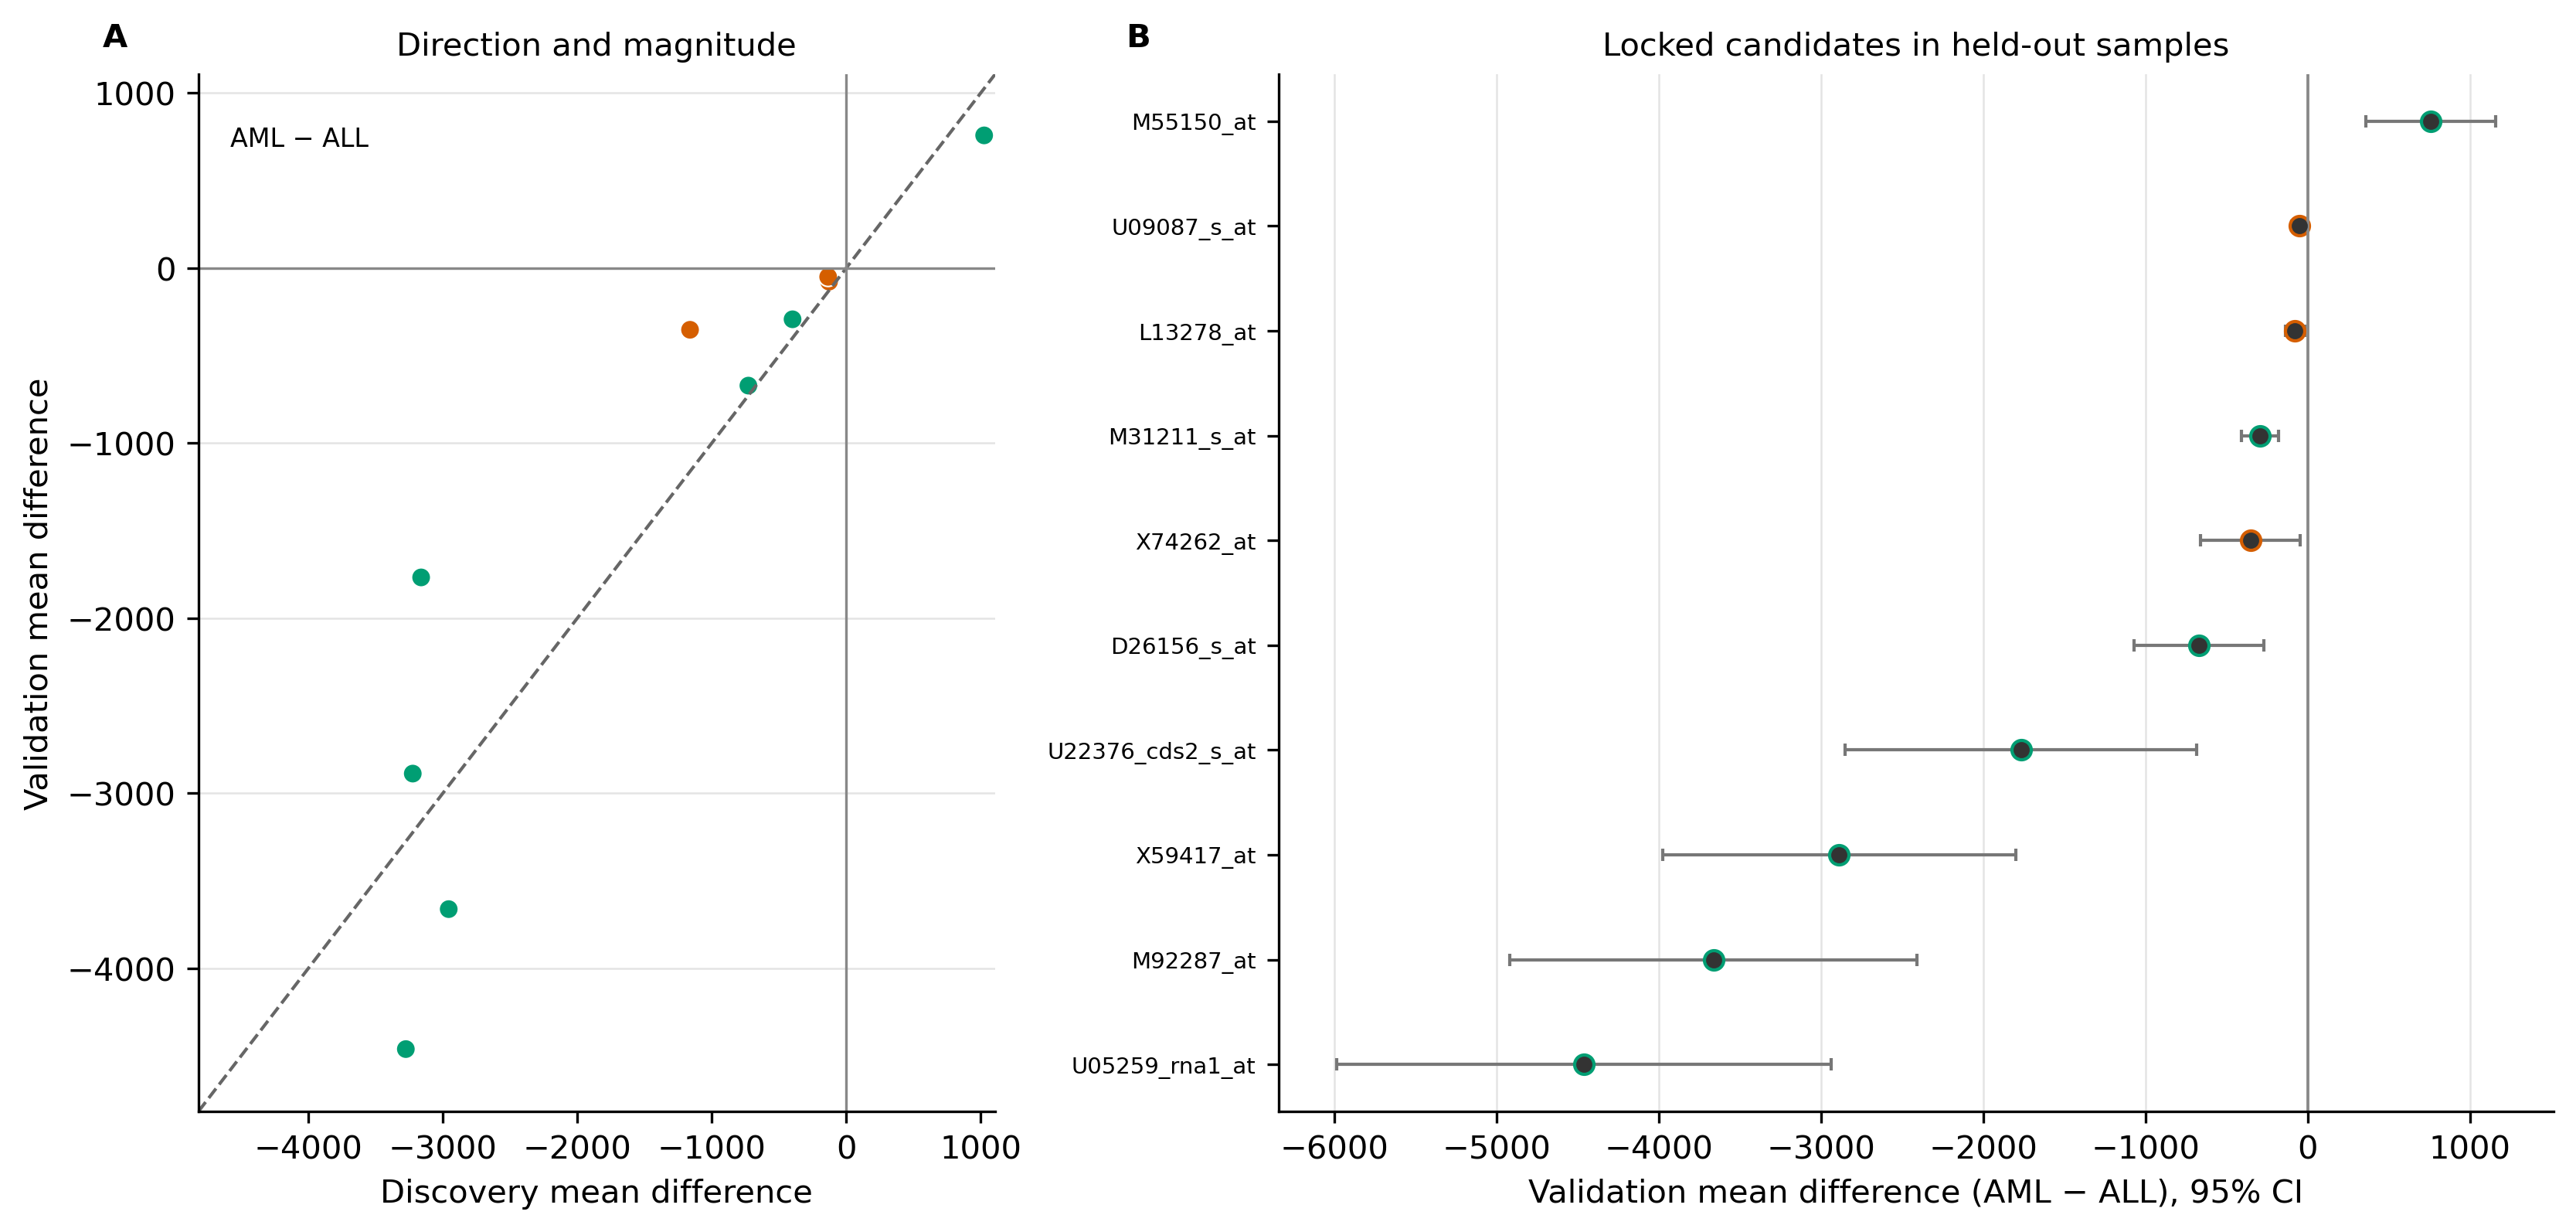 A
Direction and magnitude
AML − ALL
1000
0
−1000
−2000
−3000
−4000
Validation mean difference
−4000
−3000
−2000
−1000
0
1000
Discovery mean difference
B
Locked candidates in held-out samples
M55150_at
U09087_s_at
L13278_at
M31211_s_at
X74262_at
D26156_s_at
U22376_cds2_s_at
X59417_at
M92287_at
U05259_rna1_at
−6000
−5000
−4000
−3000
−2000
−1000
0
1000
Validation mean difference (AML − ALL), 95% CI